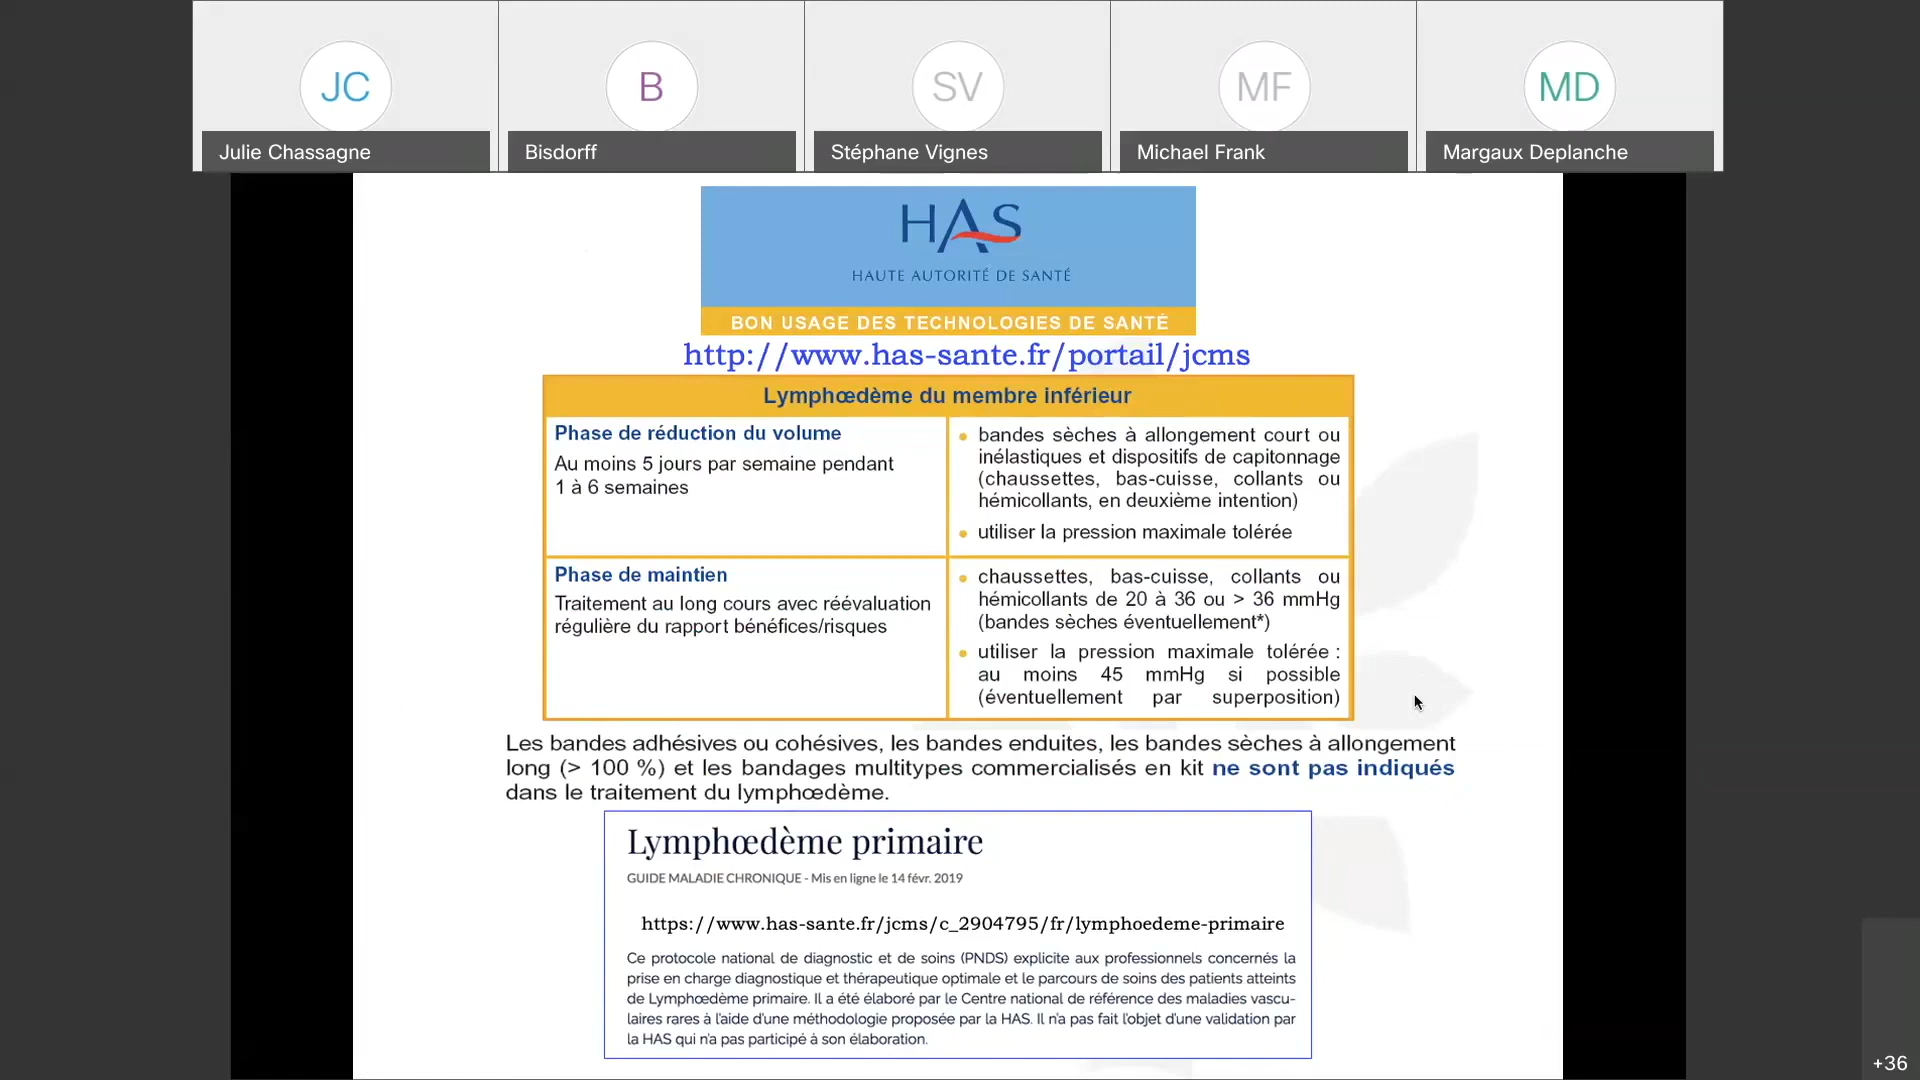 JC
B
SV
MF
MD
Julie Chassagne
Bisdorff
Stéphane Vignes
Michael Frank
Margaux Deplanche
HAS
HAUTE AUTORITÉ DE SANTÉ
BON USAGE DES TECHNOLOGIES DE SANTÉ
http://www.has-sante.fr/portail/jcms
Lymphœdème du membre inférieur
Phase de réduction du volume
Au moins 5 jours par semaine pendant
1 à 6 semaines
• bandes sèches à allongement court ou
inélastiques et dispositifs de capitonnage
(chaussettes, bas-cuisse, collants ou
hémicollants, en deuxième intention)
• utiliser la pression maximale tolérée
Phase de maintien
Traitement au long cours avec réévaluation
régulière du rapport bénéfices/risques
• chaussettes, bas-cuisse, collants ou
hémicollants de 20 à 36 ou > 36 mmHg
(bandes sèches éventuellement*)
• utiliser la pression maximale tolérée :
au moins 45 mmHg si possible
(éventuellement par superposition)
Les bandes adhésives ou cohésives, les bandes enduites, les bandes sèches à allongement
long (> 100 %) et les bandages multitypes commercialisés en kit ne sont pas indiqués
dans le traitement du lymphœdème.
Lymphœdème primaire
GUIDE MALADIE CHRONIQUE - Mis en ligne le 14 févr. 2019
https://www.has-sante.fr/jcms/c_2904795/fr/lymphoedeme-primaire
Ce protocole national de diagnostic et de soins (PNDS) explicite aux professionnels concernés la
prise en charge diagnostique et thérapeutique optimale et le parcours de soins des patients atteints
de Lymphœdème primaire. Il a été élaboré par le Centre national de référence des maladies vascu-
laires rares à l'aide d'une méthodologie proposée par la HAS. Il n'a pas fait l'objet d'une validation par
la HAS qui n'a pas participé à son élaboration.
+36